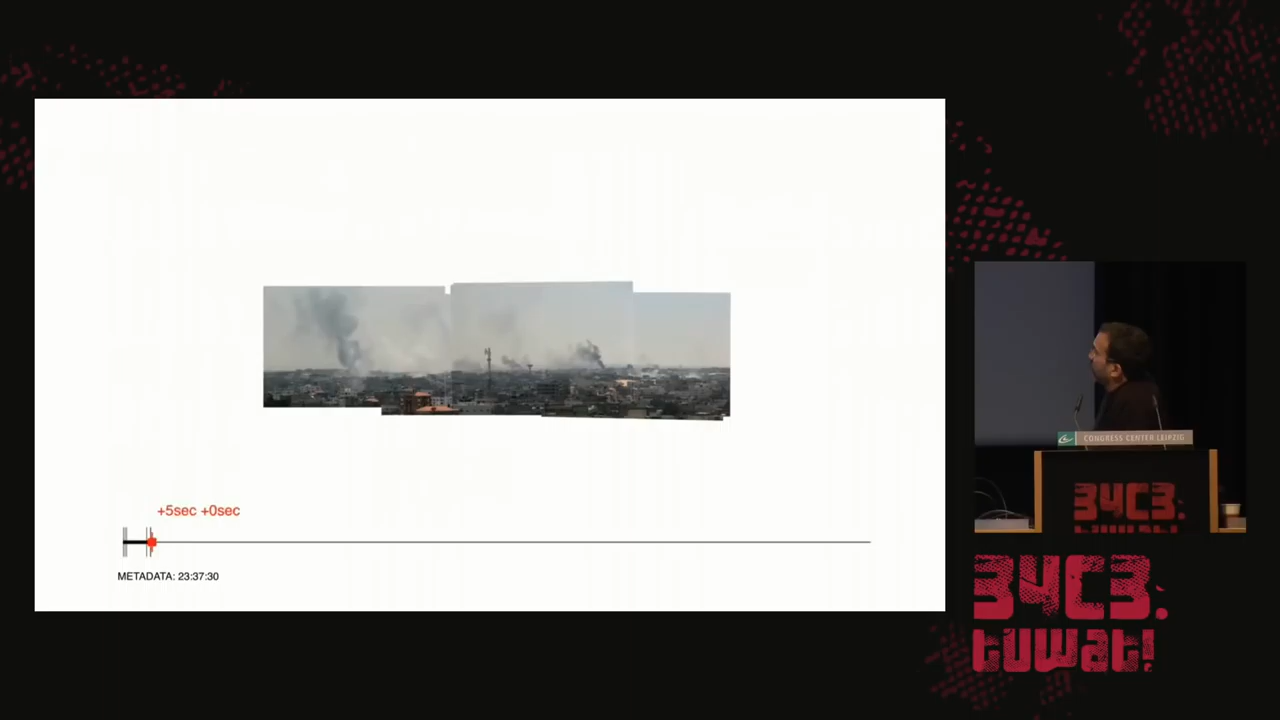 +5sec +0sec
METADATA: 23:37:30
CONGRESS CENTER LEIPZIG
34C3.
34C3.
tuwat!